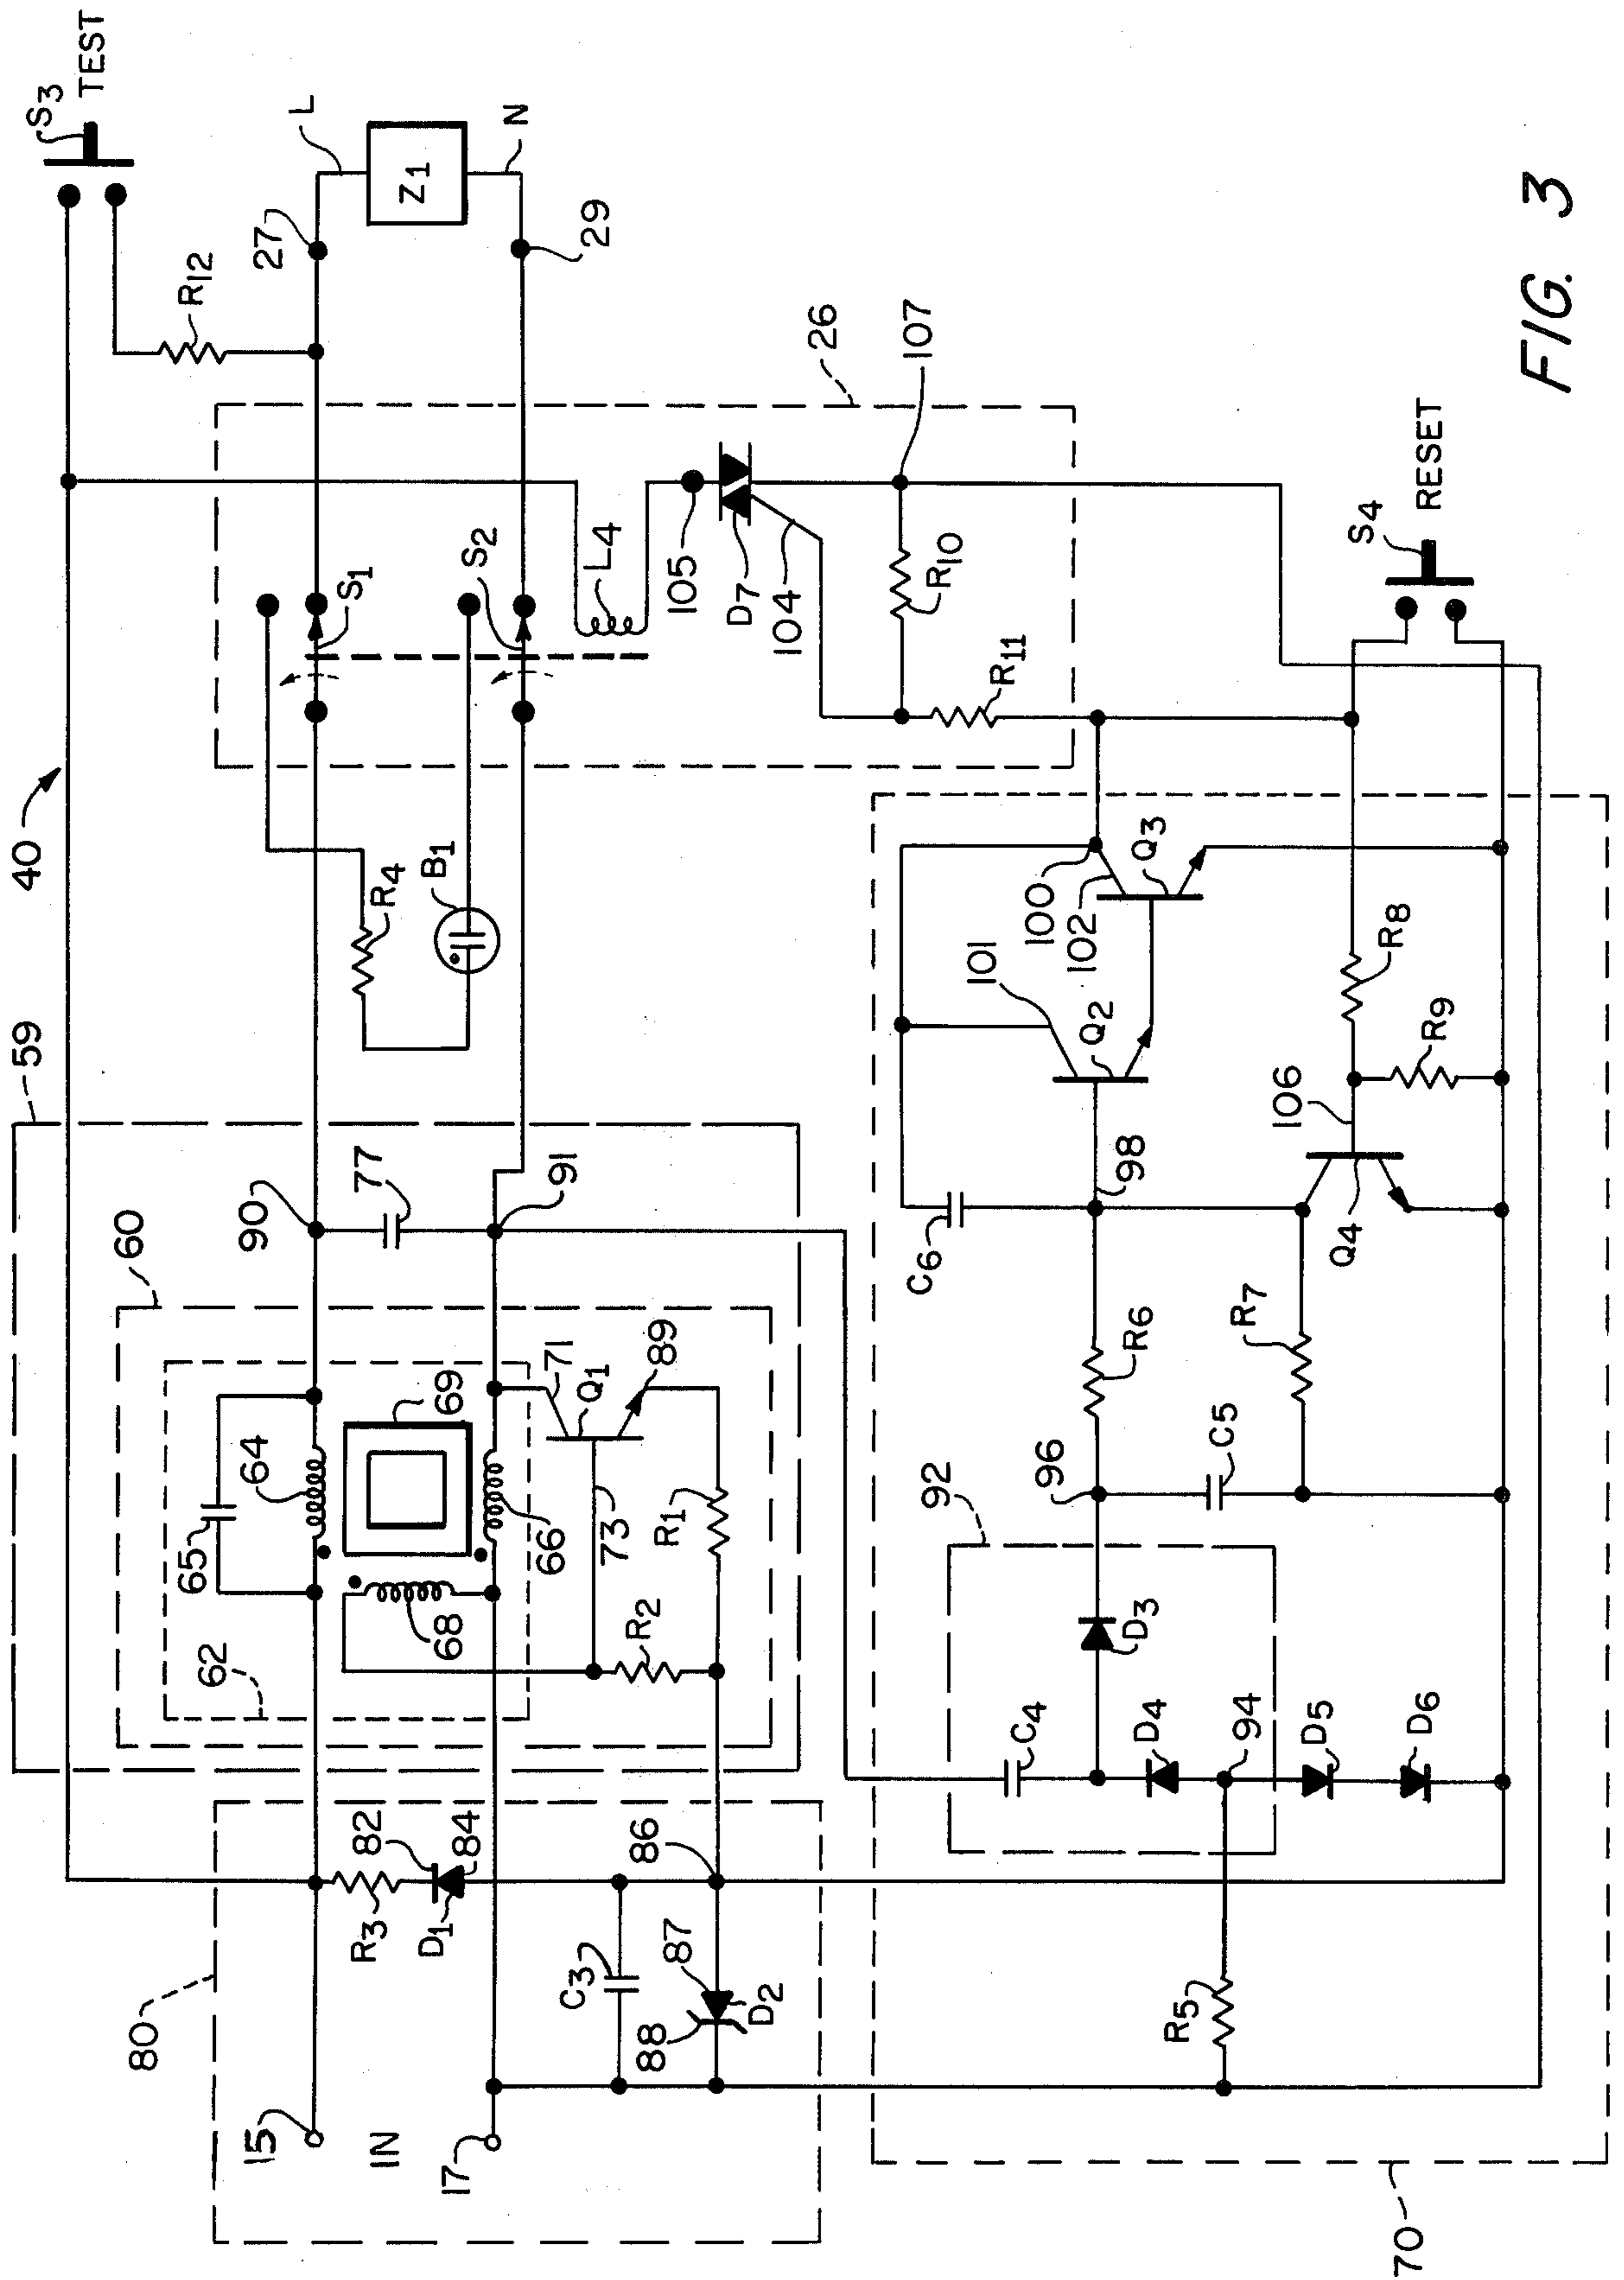 40
59
S3
TEST
60
90
77
R12
27
L
Z1
N
29
62
65
64
69
68
66
71
Q1
89
73
R1
R2
91
R4
B1
S1
S2
L4
105
D7
104
R10
R11
107
26
80
15
IN
17
R3
82
D1
84
C3
86
87
88
D2
92
C4
D3
D4
94
D5
D6
R5
96
C5
R6
R7
C6
98
101
Q2
100
102
Q3
106
Q4
R8
R9
S4
RESET
70
FIG. 3